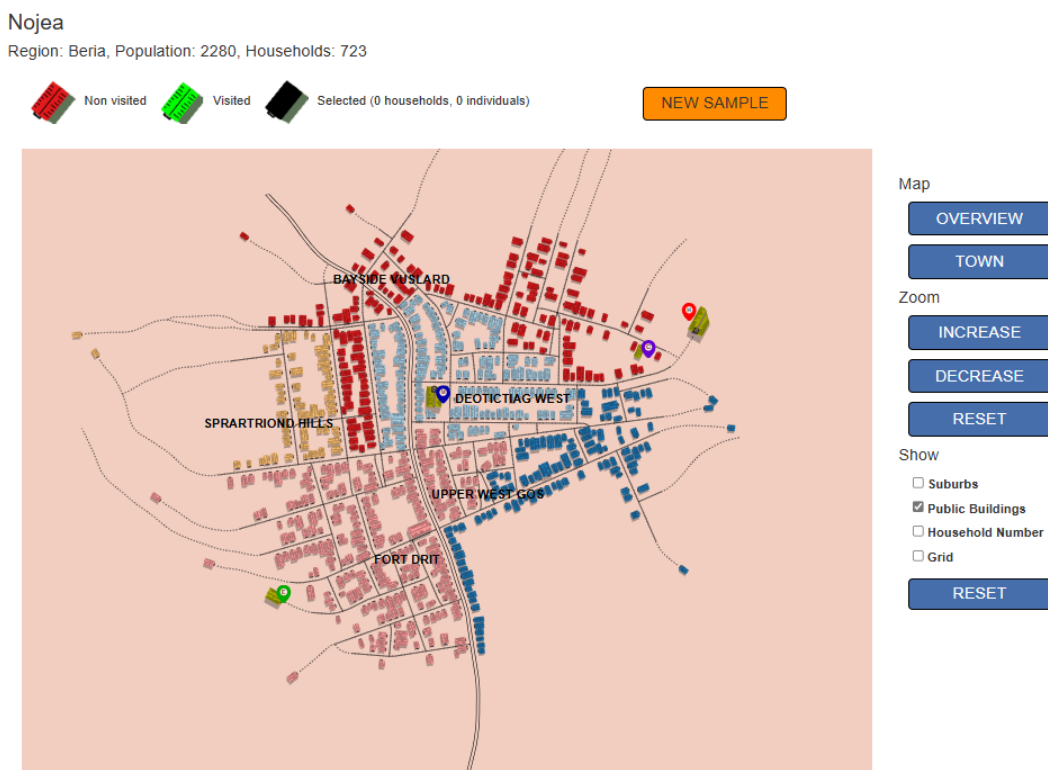 Nojea
Region: Beria, Population: 2280, Households: 723
Non visited
Visited
Selected (0 households, 0 individuals)
NEW SAMPLE
BAYSIDE VUSLARD
DEOTICTIAG WEST
SPRARTRIOND HILLS
UPPER WEST GOS
FORT DRIT
Map
OVERVIEW
TOWN
Zoom
INCREASE
DECREASE
RESET
Show
Suburbs
Public Buildings
Household Number
Grid
RESET